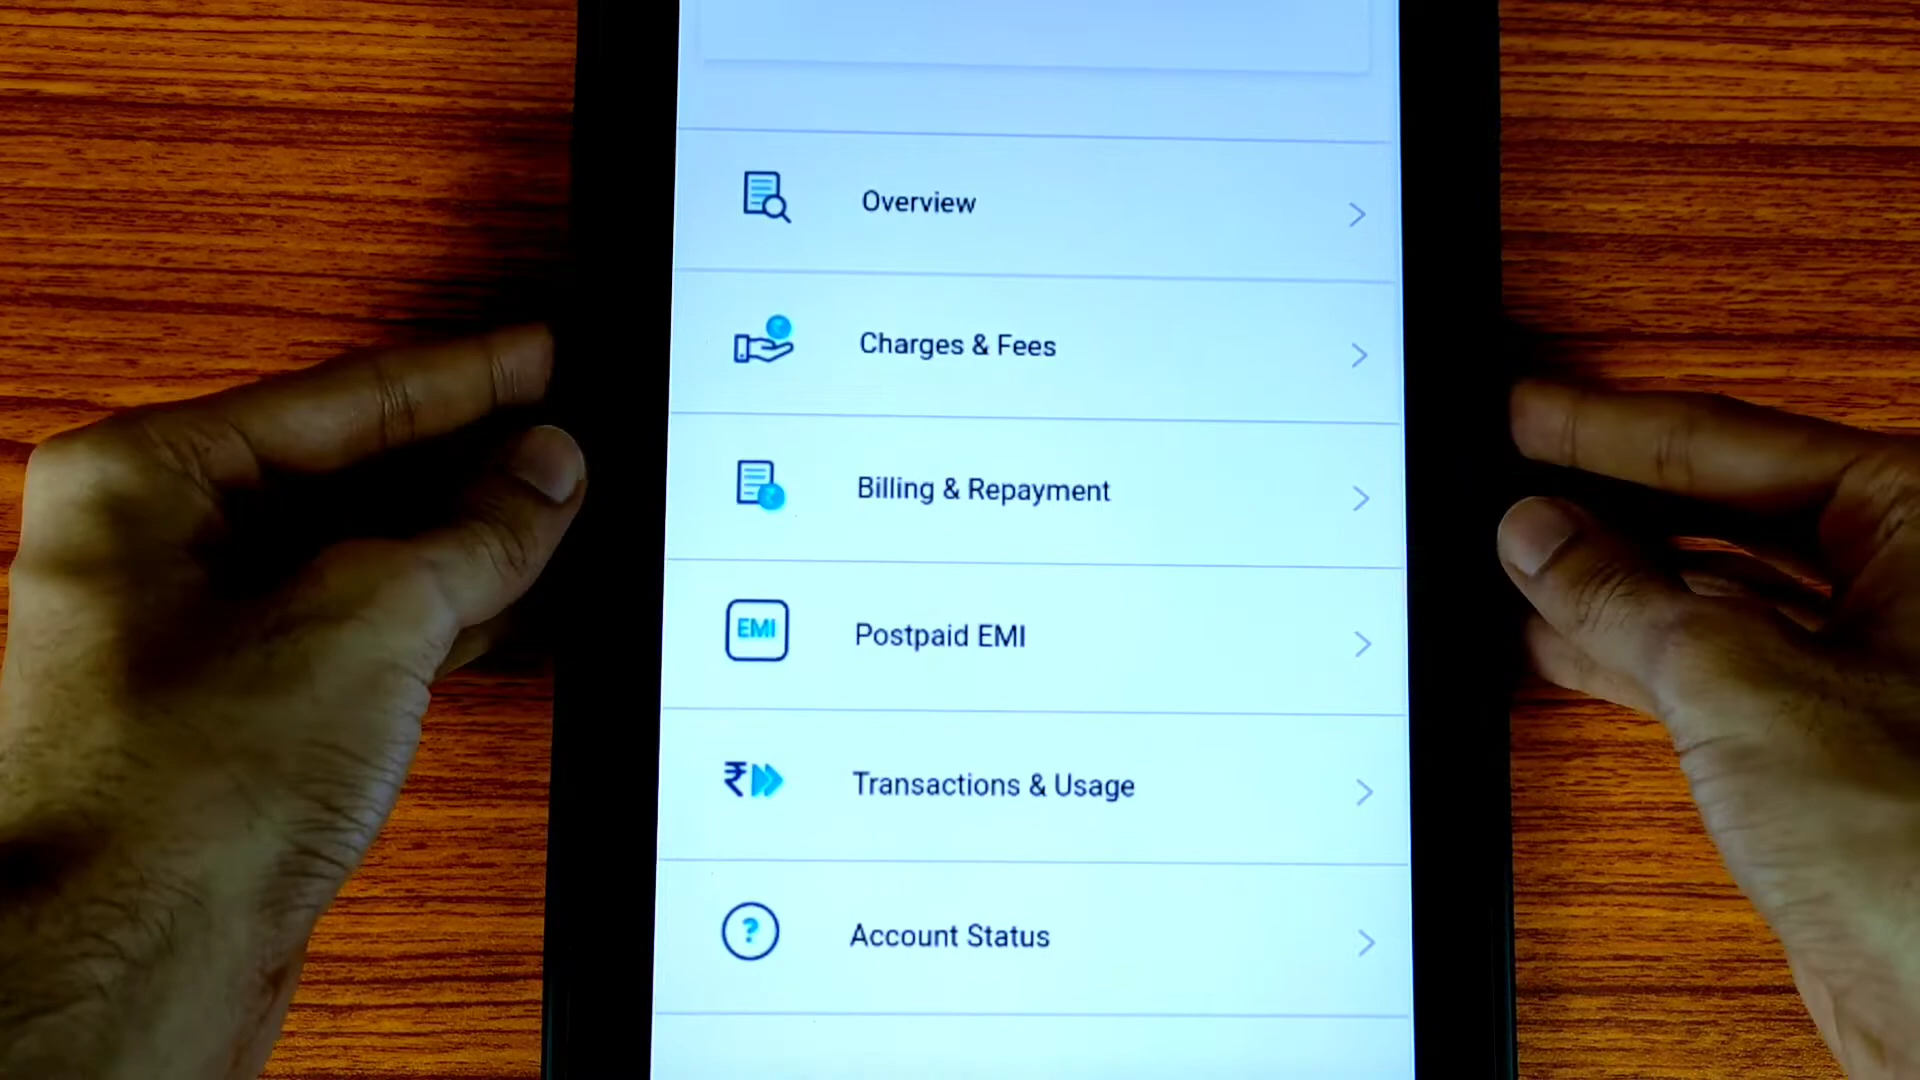 Overview
Charges & Fees
Billing & Repayment
EMI
Postpaid EMI
₹
Transactions & Usage
?
Account Status